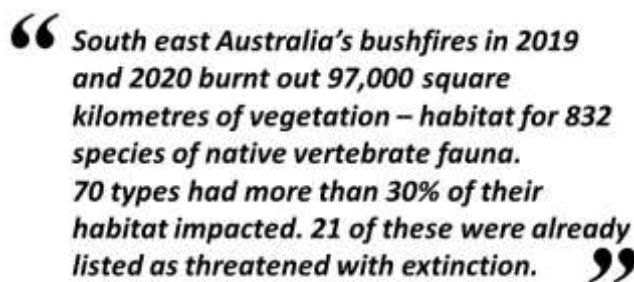 “ South east Australia’s bushfires in 2019
and 2020 burnt out 97,000 square
kilometres of vegetation – habitat for 832
species of native vertebrate fauna.
70 types had more than 30% of their
habitat impacted. 21 of these were already
listed as threatened with extinction. ”